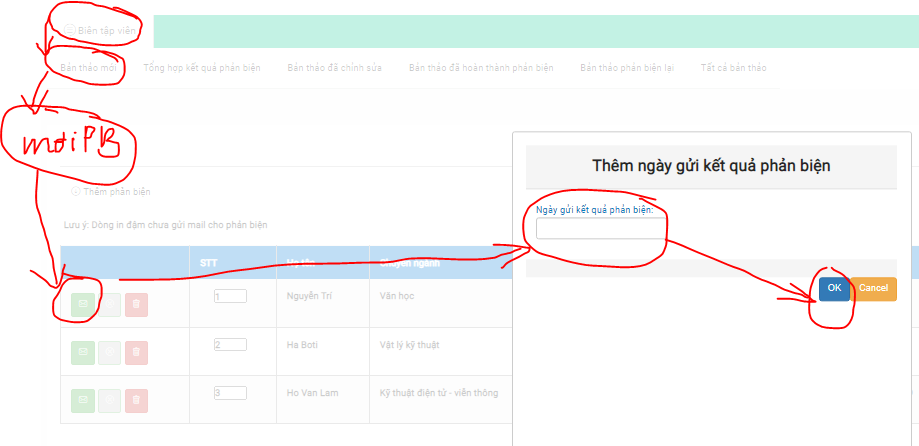 Biên tập viên
Bản thảo mới Tổng hợp kết quả phản biện Bản thảo đã chỉnh sửa Bản thảo đã hoàn thành phản biện Bản thảo phản biện lại Tất cả bản thảo
mời PB
Thêm phản biện
Lưu ý: Dòng in đậm chưa gửi mail cho phản biện
STT Họ tên Chuyên ngành
1 Nguyễn Trí Văn học
2 Ha Boti Vật lý kỹ thuật
3 Ho Van Lam Kỹ thuật điện tử - viễn thông
Thêm ngày gửi kết quả phản biện
Ngày gửi kết quả phản biện:
OK Cancel